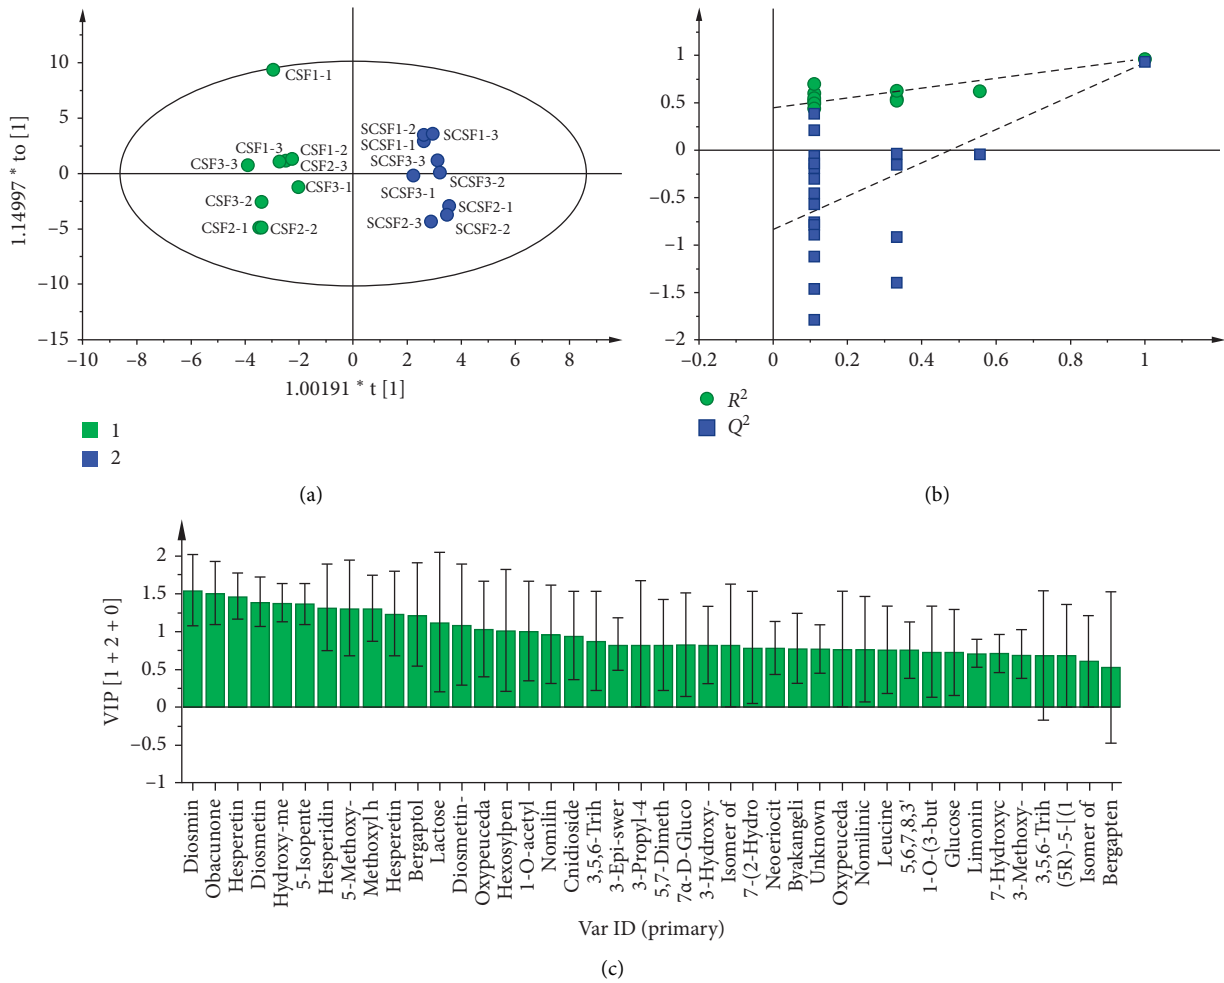 1.14997 * to [1]
10
5
0
−5
−10
−15
CSF1-1
CSF1-3
CSF1-2
CSF3-3
CSF2-3
CSF3-1
CSF3-2
CSF2-1
CSF2-2
SCSF1-2
SCSF1-3
SCSF1-1
SCSF3-3
SCSF3-2
SCSF3-1
SCSF2-1
SCSF2-3
SCSF2-2
−10 −8 −6 −4 −2 0 2 4 6 8
1.00191 * t [1]
1
2
(a)
1
0.5
0
−0.5
−1
−1.5
−2
−0.2 0 0.2 0.4 0.6 0.8 1
R²
Q²
(b)
VIP [1 + 2 + 0]
2
1.5
1
0.5
0
−0.5
−1
Diosmin
Obacunone
Hesperetin
Diosmetin
Hydroxy-me
5-Isopente
Hesperidin
5-Methoxy-
Methoxyl h
Hesperetin
Bergaptol
Lactose
Diosmetin-
Oxypeuceda
Hexosylpen
1-O-acetyl
Nomilin
Cnidioside
3,5,6-Trih
3-Epi-swer
3-Propyl-4
5,7-Dimeth
7α-D-Gluco
3-Hydroxy-
Isomer of
7-(2-Hydro
Neoeriocit
Byakangeli
Unknown
Oxypeuceda
Nomilinic
Leucine
5,6,7,8,3'
1-O-(3-but
Glucose
Limonin
7-Hydroxyc
3-Methoxy-
3,5,6-Trih
(5R)-5-[(1
Isomer of
Bergapten
Var ID (primary)
(c)